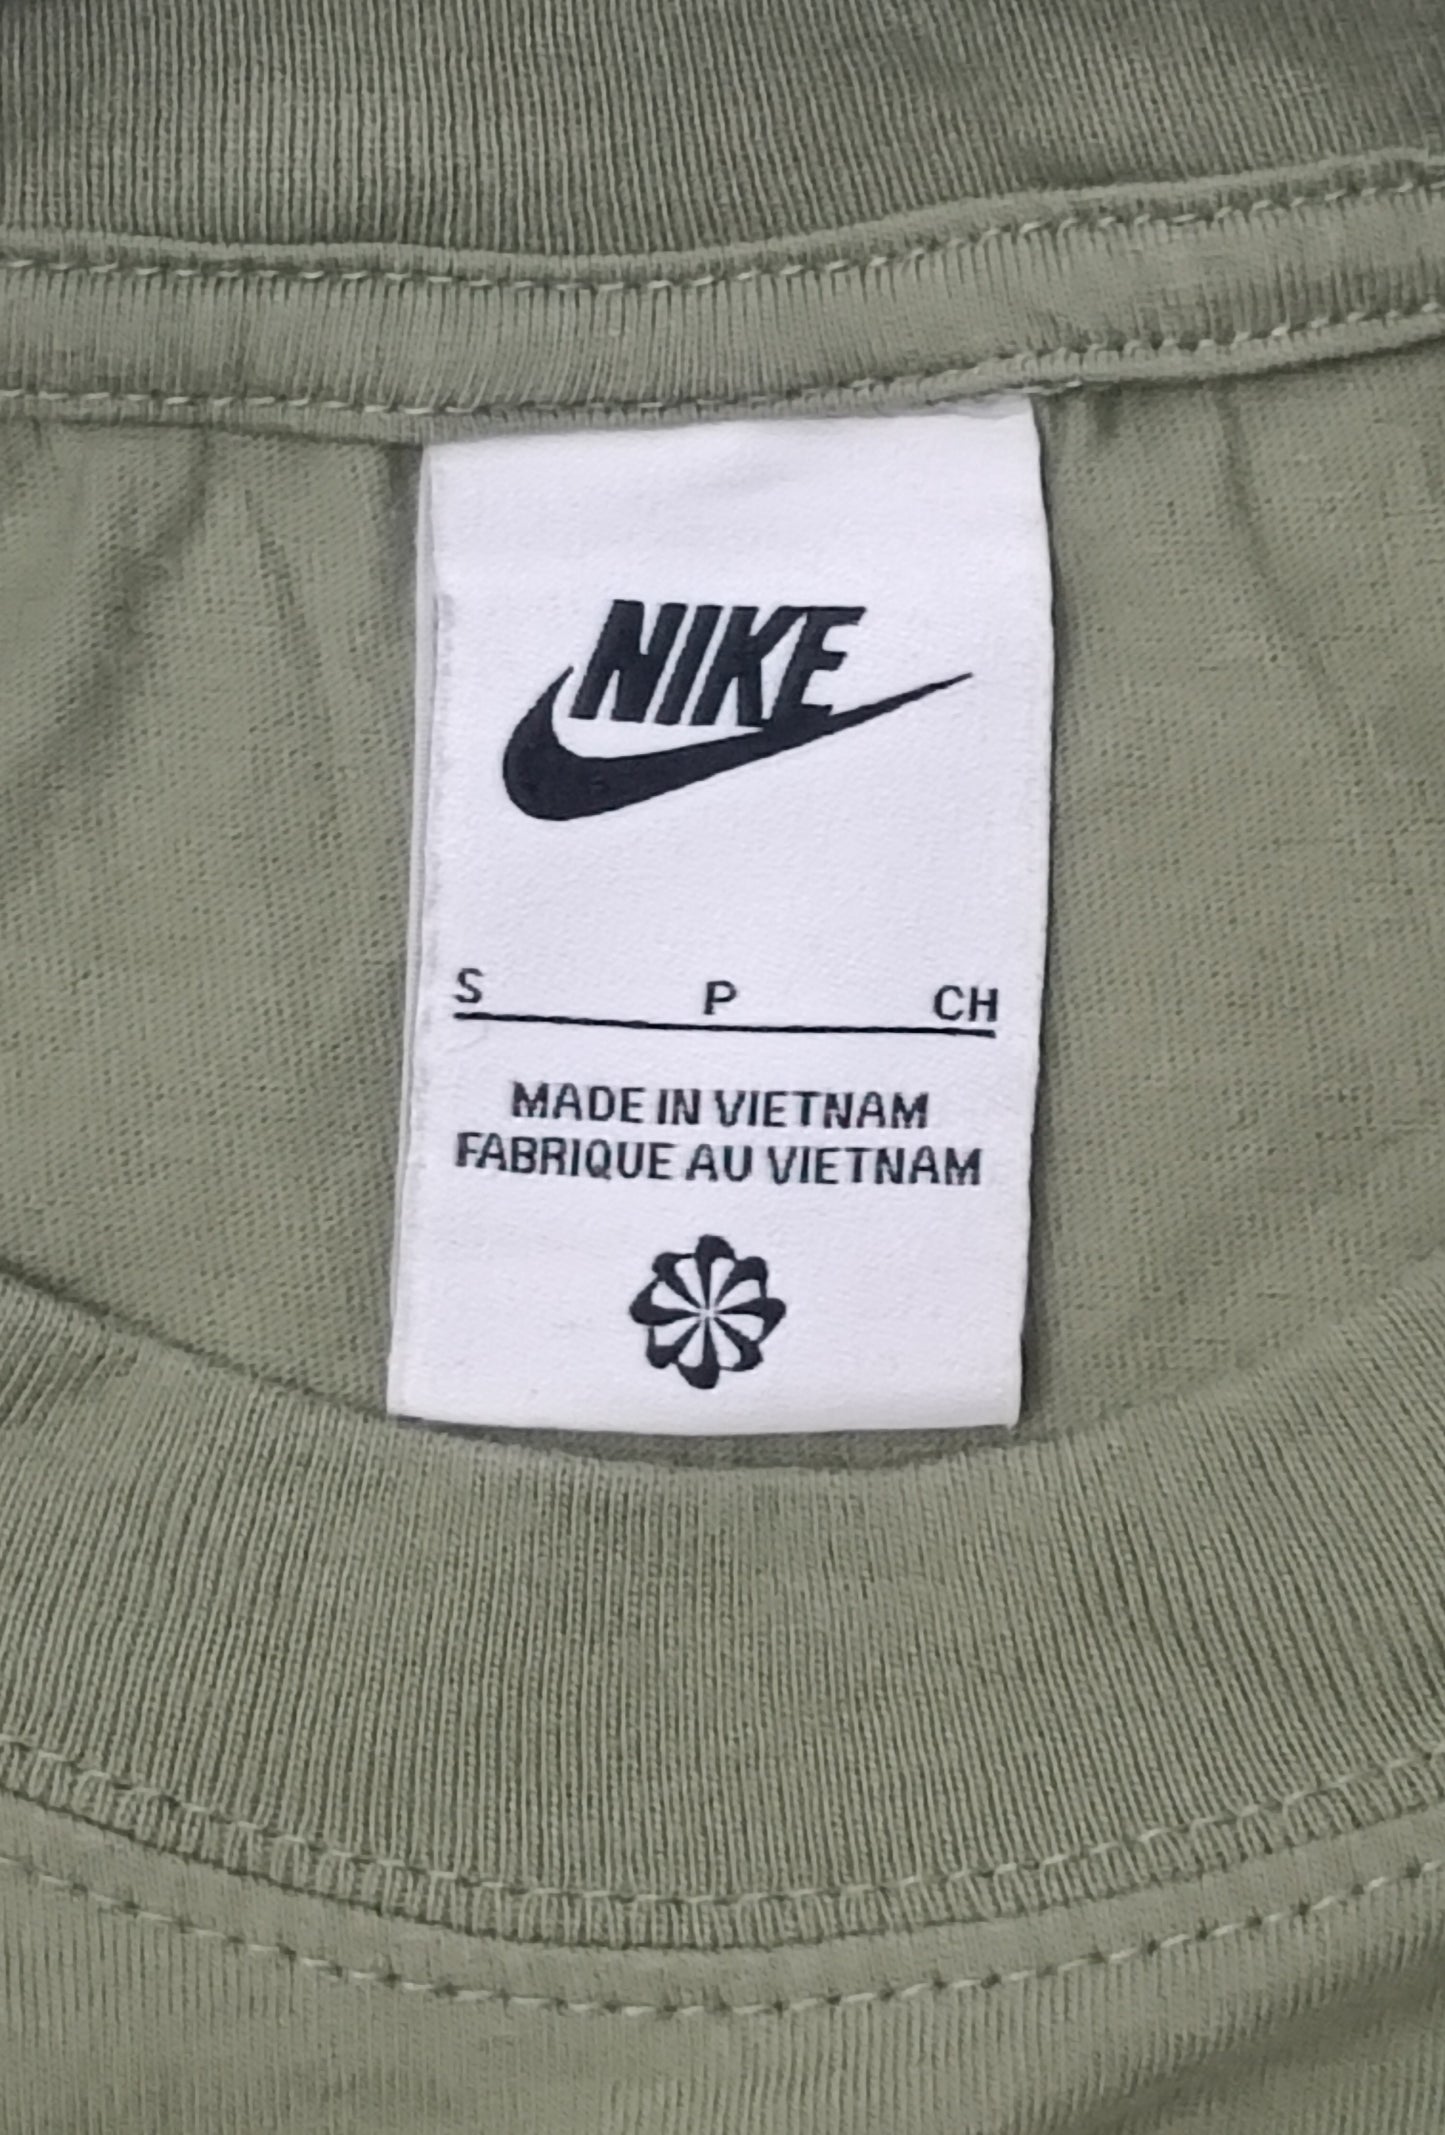 NIKE
S P CH
MADE IN VIETNAM
FABRIQUE AU VIETNAM